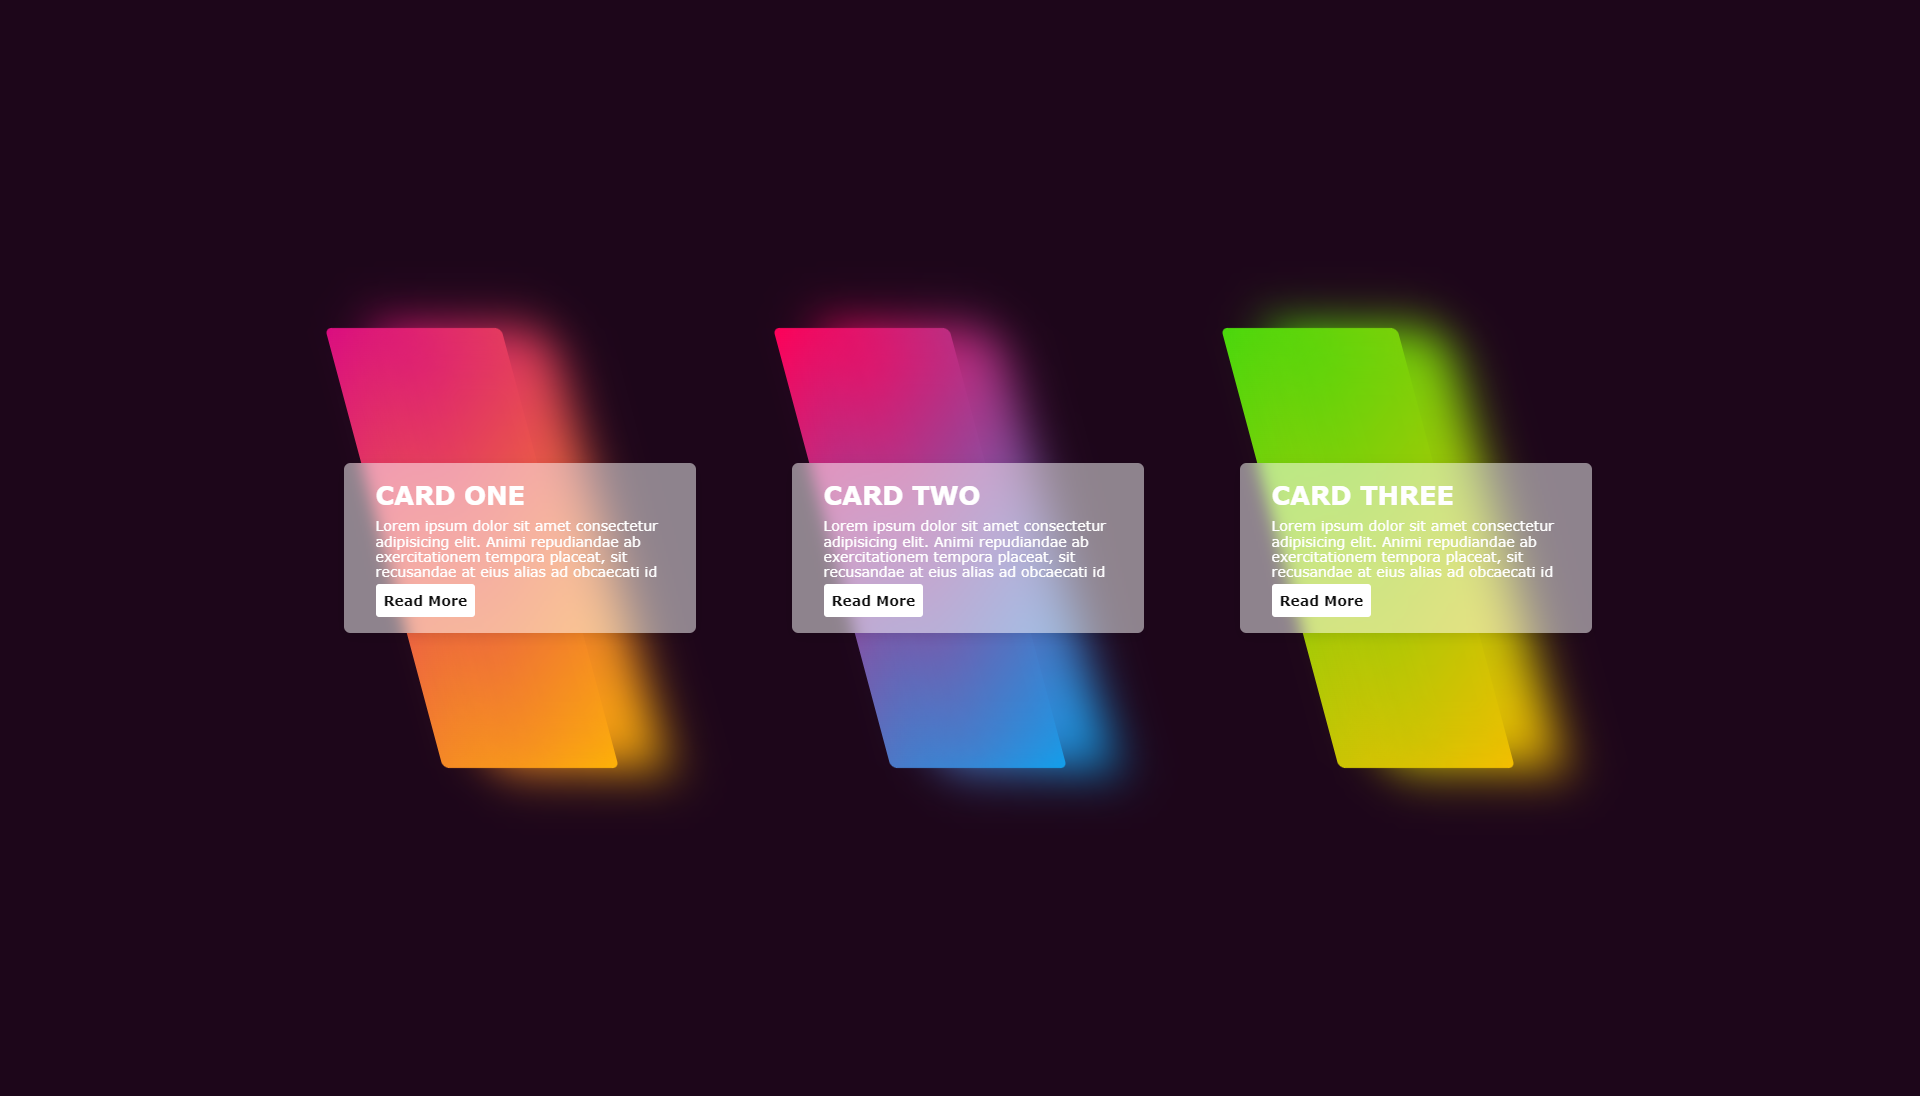 CARD ONE
Lorem ipsum dolor sit amet consectetur
adipisicing elit. Animi repudiandae ab
exercitationem tempora placeat, sit
recusandae at eius alias ad obcaecati id
Read More
CARD TWO
Lorem ipsum dolor sit amet consectetur
adipisicing elit. Animi repudiandae ab
exercitationem tempora placeat, sit
recusandae at eius alias ad obcaecati id
Read More
CARD THREE
Lorem ipsum dolor sit amet consectetur
adipisicing elit. Animi repudiandae ab
exercitationem tempora placeat, sit
recusandae at eius alias ad obcaecati id
Read More